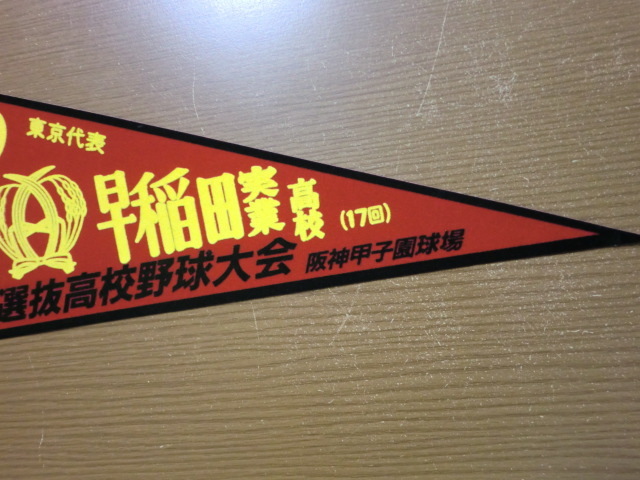 東京代表
早稲田実業高校(17回)
選抜高校野球大会 阪神甲子園球場